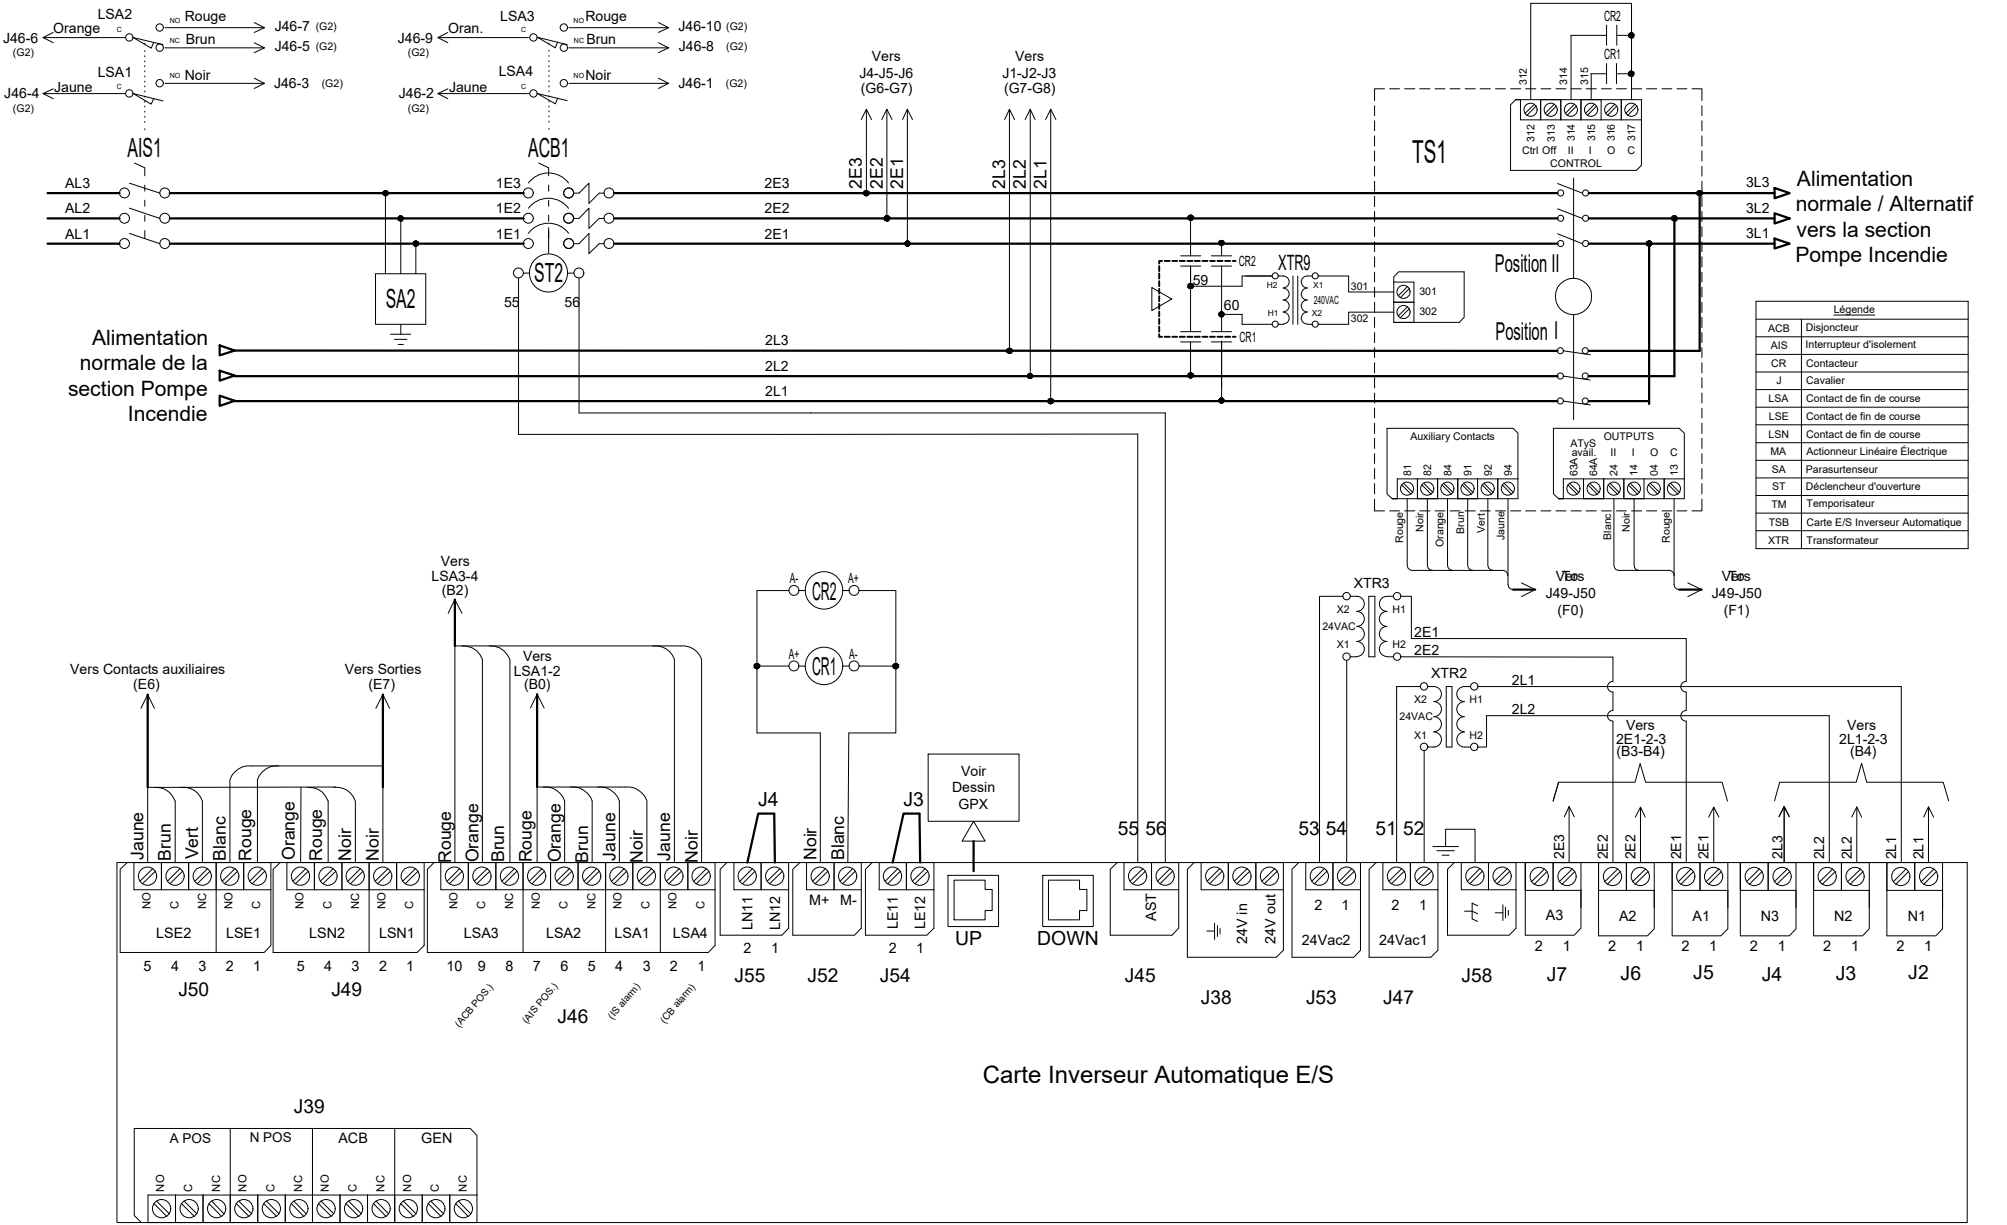 LSA2
J46-6
(G2)
Orange
C
NO Rouge
NC Brun
J46-7 (G2)
J46-5 (G2)
LSA1
J46-4
(G2)
Jaune
C
NO Noir
J46-3 (G2)
LSA3
J46-9
(G2)
Oran.
C
NO Rouge
NC Brun
J46-10 (G2)
J46-8 (G2)
LSA4
J46-2
(G2)
Jaune
C
NO Noir
J46-1 (G2)
AIS1
ACB1
AL3
AL2
AL1
1E3
1E2
1E1
2E3
2E2
2E1
ST2
55
56
SA2
Vers
J4-J5-J6
(G6-G7)
2E3
2E2
2E1
Vers
J1-J2-J3
(G7-G8)
2L3
2L2
2L1
Alimentation
normale de la
section Pompe
Incendie
2L3
2L2
2L1
CR2
59
60
CR1
XTR9
H2
H1
X1
240VAC
X2
301
302
301
302
TS1
CR2
CR1
312
314
315
312 313 314 315 316 317
Ctrl Off II I O C
CONTROL
Position II
Position I
3L3
3L2
3L1
Alimentation
normale / Alternatif
vers la section
Pompe Incendie
Légende
ACB Disjoncteur
AIS Interrupteur d'isolement
CR Contacteur
J Cavalier
LSA Contact de fin de course
LSE Contact de fin de course
LSN Contact de fin de course
MA Actionneur Linéaire Électrique
SA Parasurtenseur
ST Déclencheur d'ouverture
TM Temporisateur
TSB Carte E/S Inverseur Automatique
XTR Transformateur
Auxiliary Contacts
81 82 84 91 92 94
Rouge Noir Orange Brun Vert Jaune
OUTPUTS
ATyS
avail. II I O C
63A 64A 24 14 04 13
Blanc Noir Rouge
Vers
J49-J50
(F0)
Vers
J49-J50
(F1)
XTR3
X2
24VAC
X1
H1
H2
2E1
2E2
XTR2
X2
24VAC
X1
H1
H2
2L1
2L2
Vers
LSA3-4
(B2)
Vers
LSA1-2
(B0)
Vers Contacts auxiliaires
(E6)
Vers Sorties
(E7)
A- CR2 A+
A+ CR1 A-
Voir
Dessin
GPX
Vers
2E1-2-3
(B3-B4)
Vers
2L1-2-3
(B4)
Jaune Brun Vert Blanc Rouge Orange Rouge Noir Noir Rouge Orange Brun Rouge Orange Brun Jaune Noir Jaune Noir
J4
Noir Blanc
J3
55 56
53 54
51 52
2E3 2E2 2E2 2E1 2E1 2L3 2L2 2L2 2L1 2L1
NO C NC NO C NO C NC NO C NO C NC NO C NC NO C NO C
LSE2 LSE1 LSN2 LSN1 LSA3 LSA2 LSA1 LSA4
5 4 3 2 1 5 4 3 2 1 10 9 8 7 6 5 4 3 2 1
J50
J49
(ACB POS.)
(AIS POS.)
(IS alarm)
(CB alarm)
J46
LN11 LN12
2 1
J55
M+ M-
J52
LE11 LE12
2 1
J54
UP
DOWN
AST
J45
24V in
24V out
J38
2 1
24Vac2
J53
2 1
24Vac1
J47
J58
A3
2 1
J7
A2
2 1
J6
A1
2 1
J5
N3
2 1
J4
N2
2 1
J3
N1
2 1
J2
Carte Inverseur Automatique E/S
J39
A POS N POS ACB GEN
NO C NC NO C NC NO C NC NO C NC